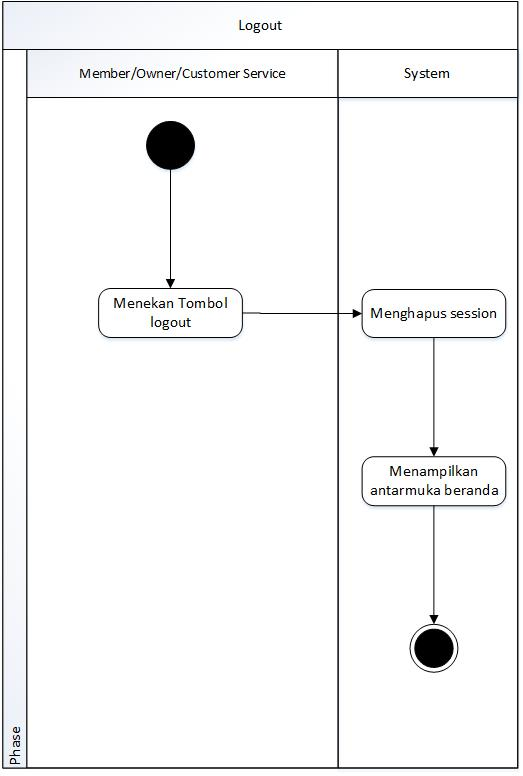 Logout
Member/Owner/Customer Service
System
Menekan Tombol
logout
Menghapus session
Menampilkan
antarmuka beranda
Phase